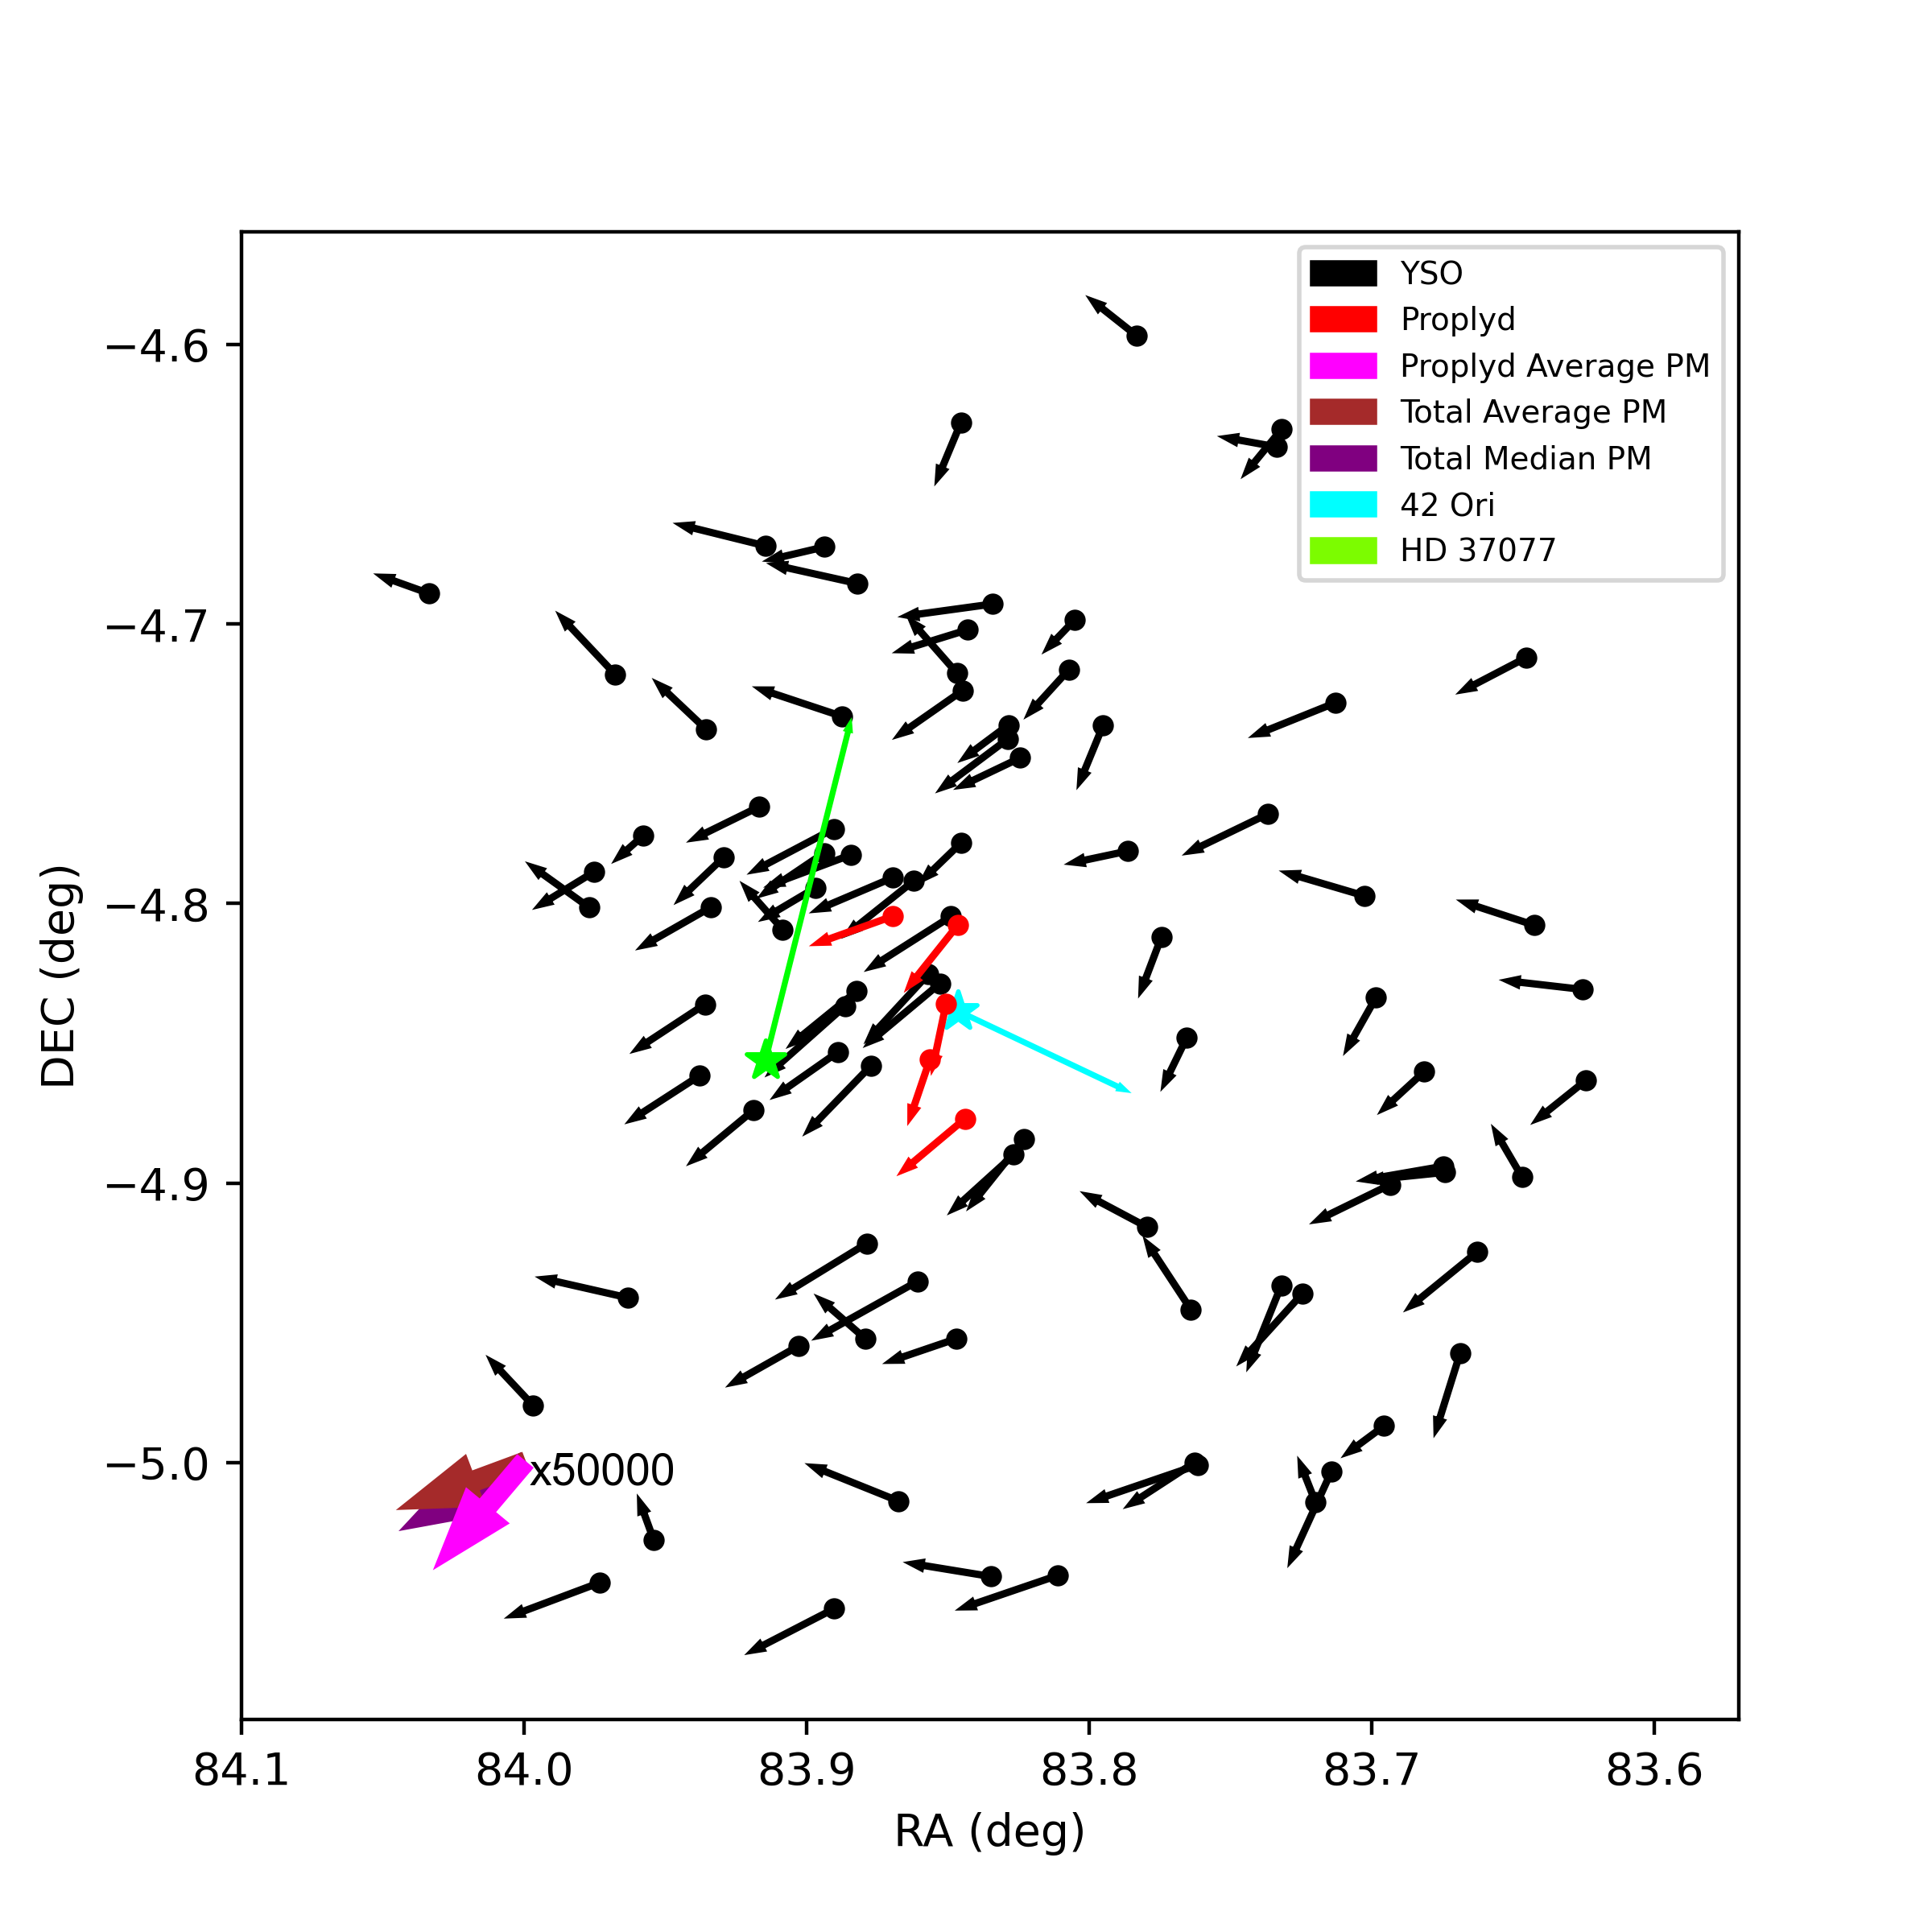 YSO
Proplyd
Proplyd Average PM
Total Average PM
Total Median PM
42 Ori
HD 37077
−4.6
−4.7
−4.8
−4.9
−5.0
DEC (deg)
x50000
84.1 84.0 83.9 83.8 83.7 83.6
RA (deg)